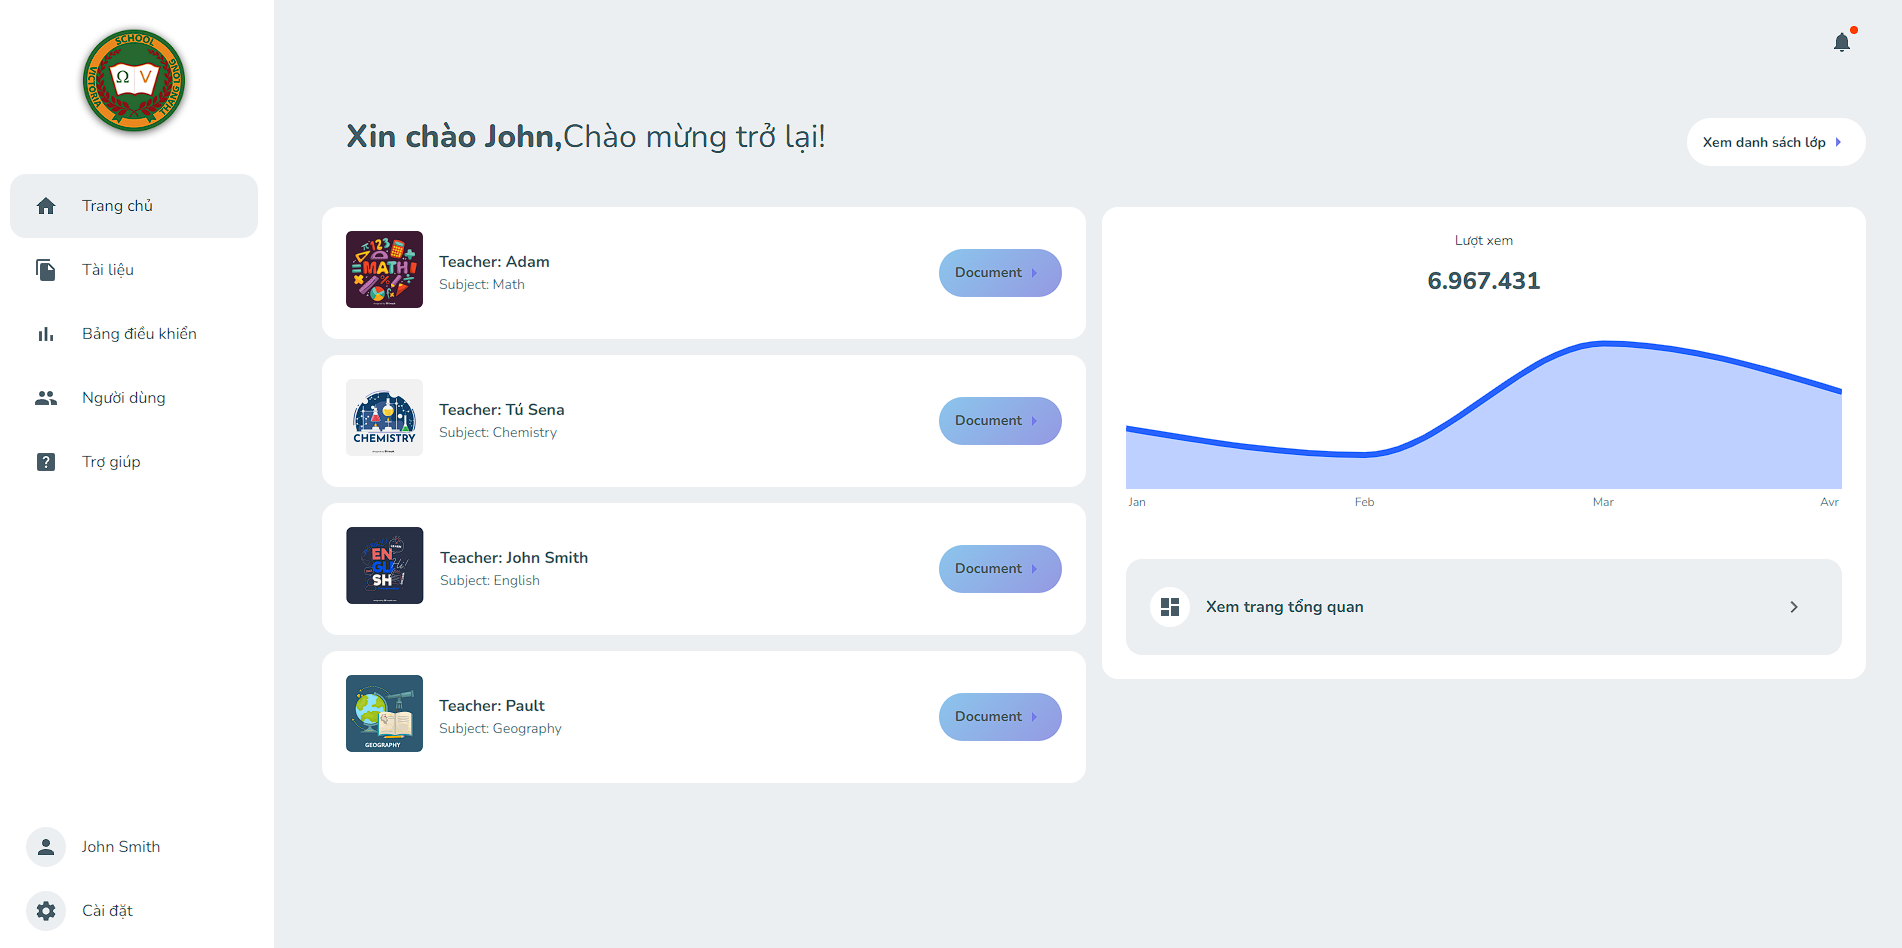 SCHOOL
VICTORIA
THANG LONG
Ω V
Trang chủ
Tài liệu
Bảng điều khiển
Người dùng
? Trợ giúp
John Smith
Cài đặt
Xin chào John,Chào mừng trở lại!
Xem danh sách lớp
123
MATH!
Teacher: Adam
Subject: Math
Document
CHEMISTRY
Teacher: Tú Sena
Subject: Chemistry
Document
EN
GLI
SH
Hi!
Teacher: John Smith
Subject: English
Document
GEOGRAPHY
Teacher: Pault
Subject: Geography
Document
Lượt xem
6.967.431
Jan Feb Mar Avr
Xem trang tổng quan